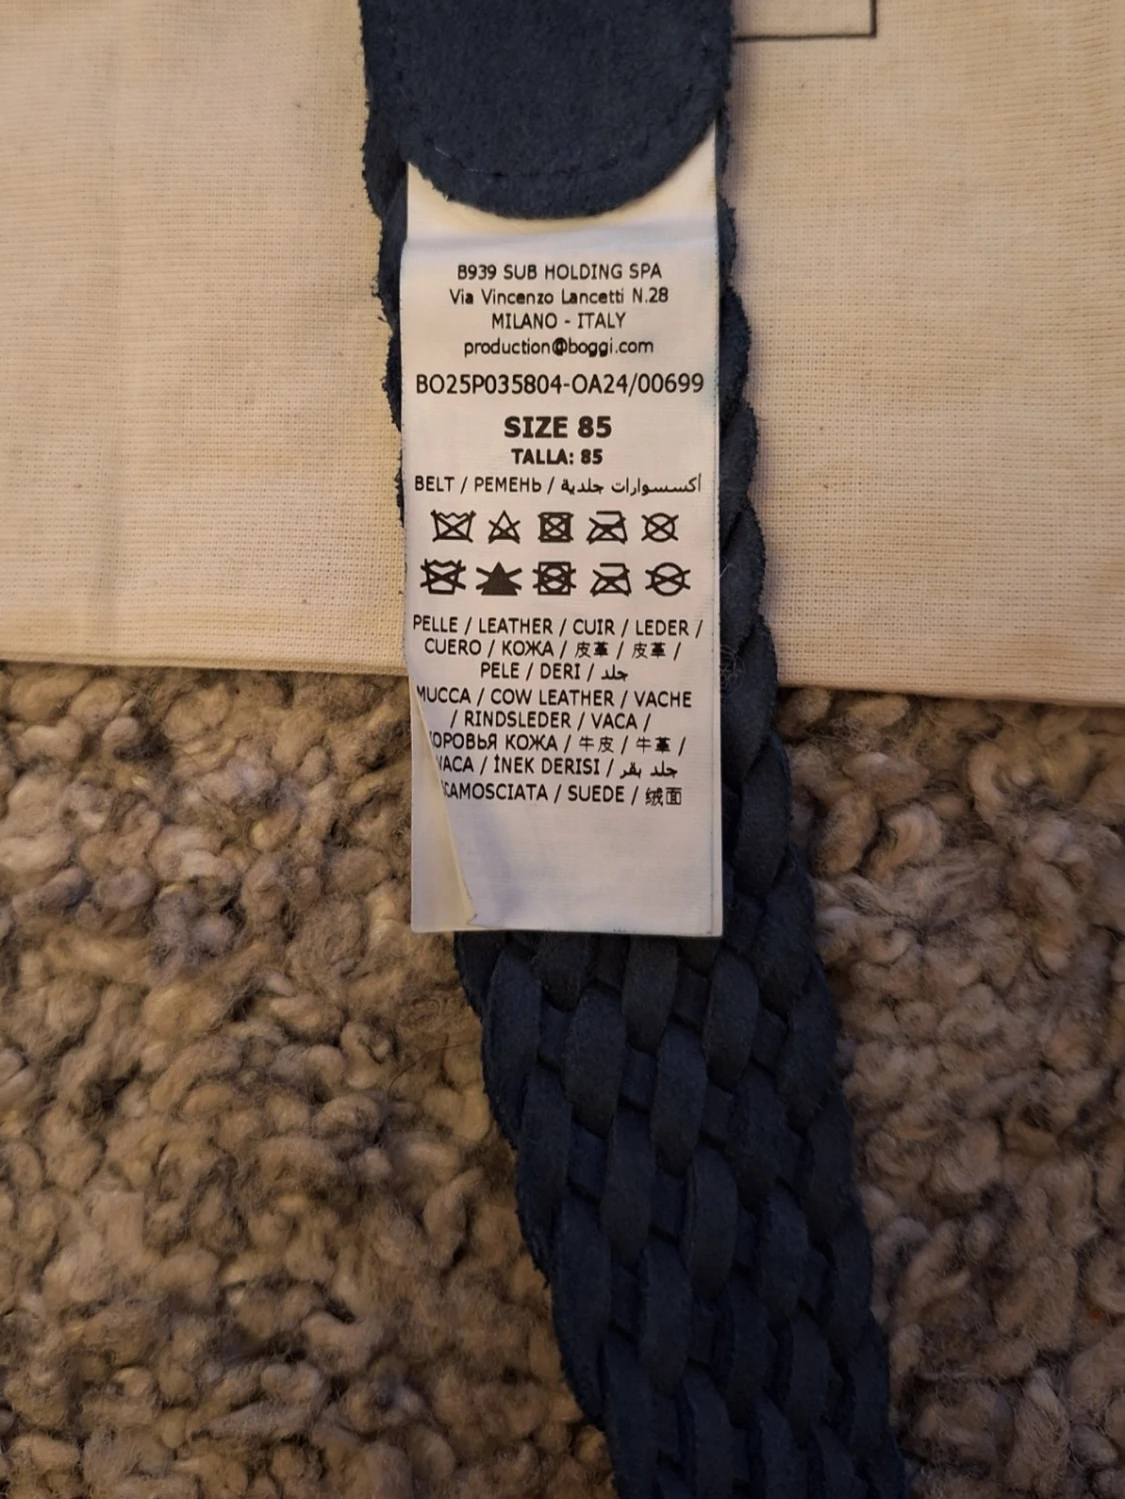 B939 SUB HOLDING SPA
Via Vincenzo Lancetti N.28
MILANO - ITALY
production@boggi.com
BO25P035804-OA24/00699
SIZE 85
TALLA: 85
BELT / РЕМЕНЬ / أكسسوارات جلدية
PELLE / LEATHER / CUIR / LEDER /
CUERO / КОЖА / 皮革 / 皮革 /
PELE / DERI / جلد
MUCCA / COW LEATHER / VACHE
/ RINDSLEDER / VACA /
ОРОВЬЯ КОЖА / 牛皮 / 牛革 /
VACA / İNEK DERISI / جلد بقر /
CAMOSCIATA / SUEDE / 绒面